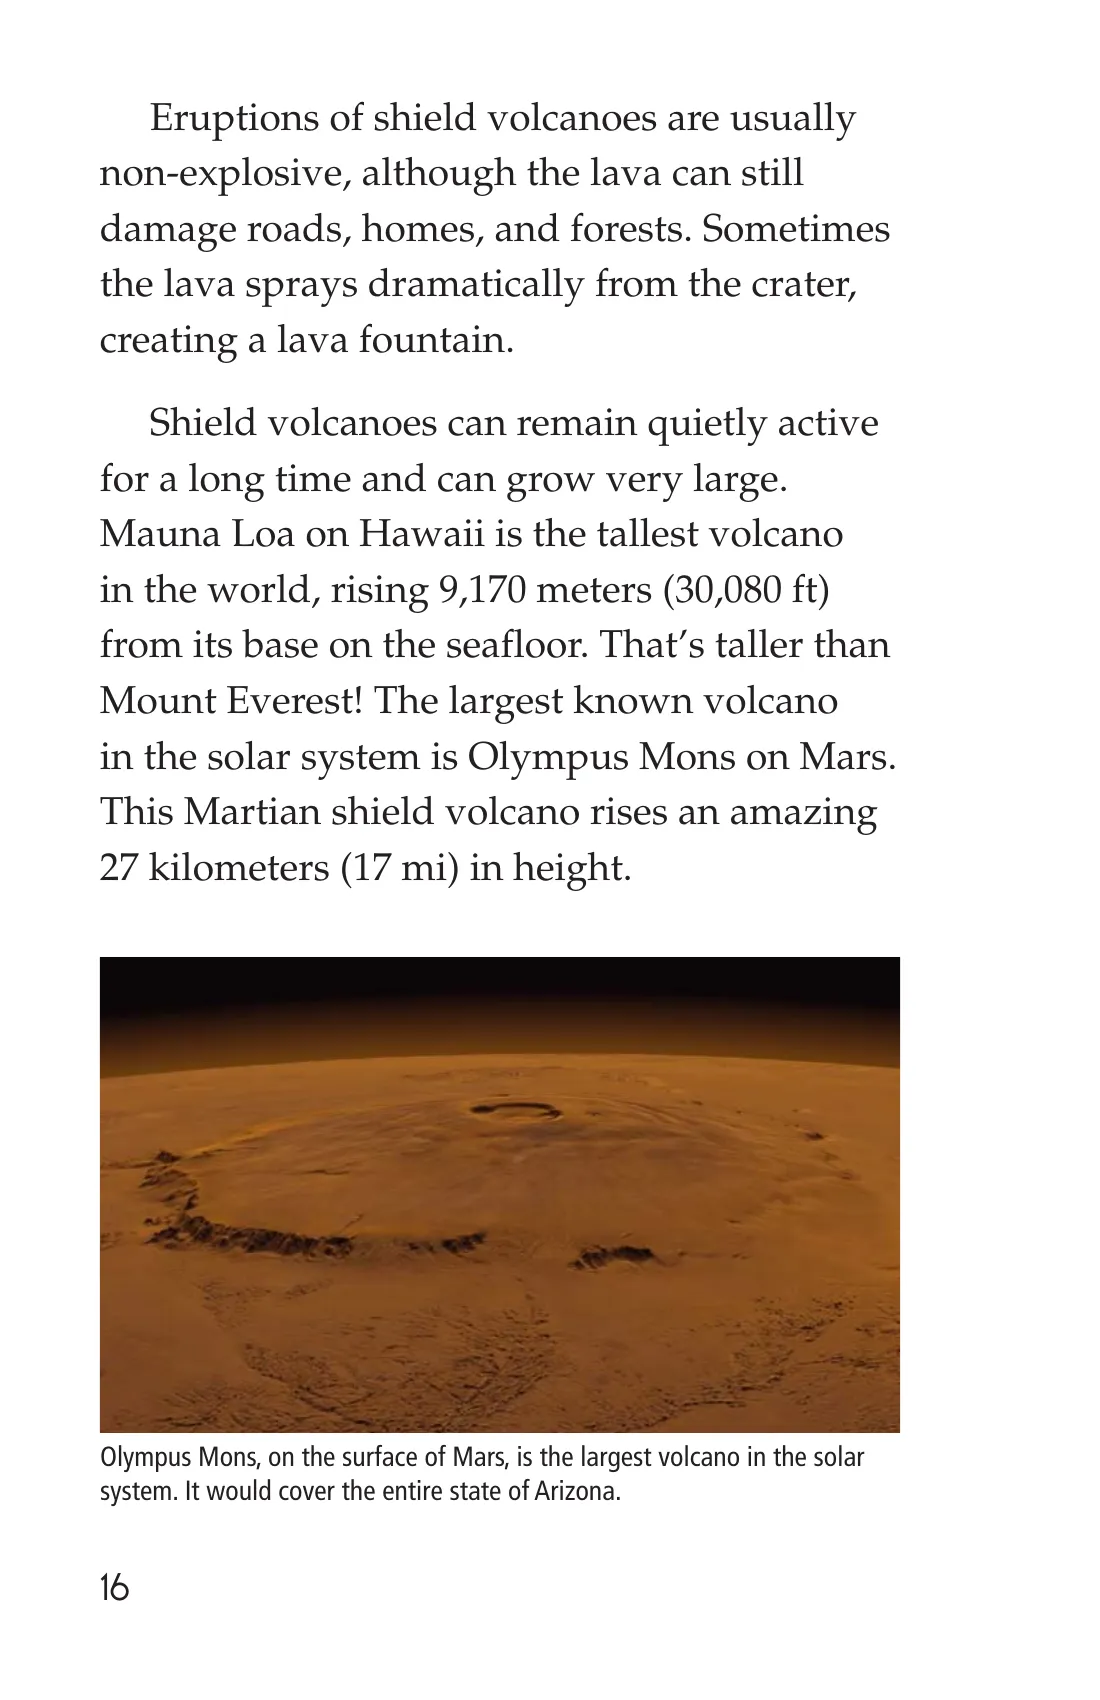 Eruptions of shield volcanoes are usually
non-explosive, although the lava can still
damage roads, homes, and forests. Sometimes
the lava sprays dramatically from the crater,
creating a lava fountain.
Shield volcanoes can remain quietly active
for a long time and can grow very large.
Mauna Loa on Hawaii is the tallest volcano
in the world, rising 9,170 meters (30,080 ft)
from its base on the seafloor. That’s taller than
Mount Everest! The largest known volcano
in the solar system is Olympus Mons on Mars.
This Martian shield volcano rises an amazing
27 kilometers (17 mi) in height.
Olympus Mons, on the surface of Mars, is the largest volcano in the solar
system. It would cover the entire state of Arizona.
16